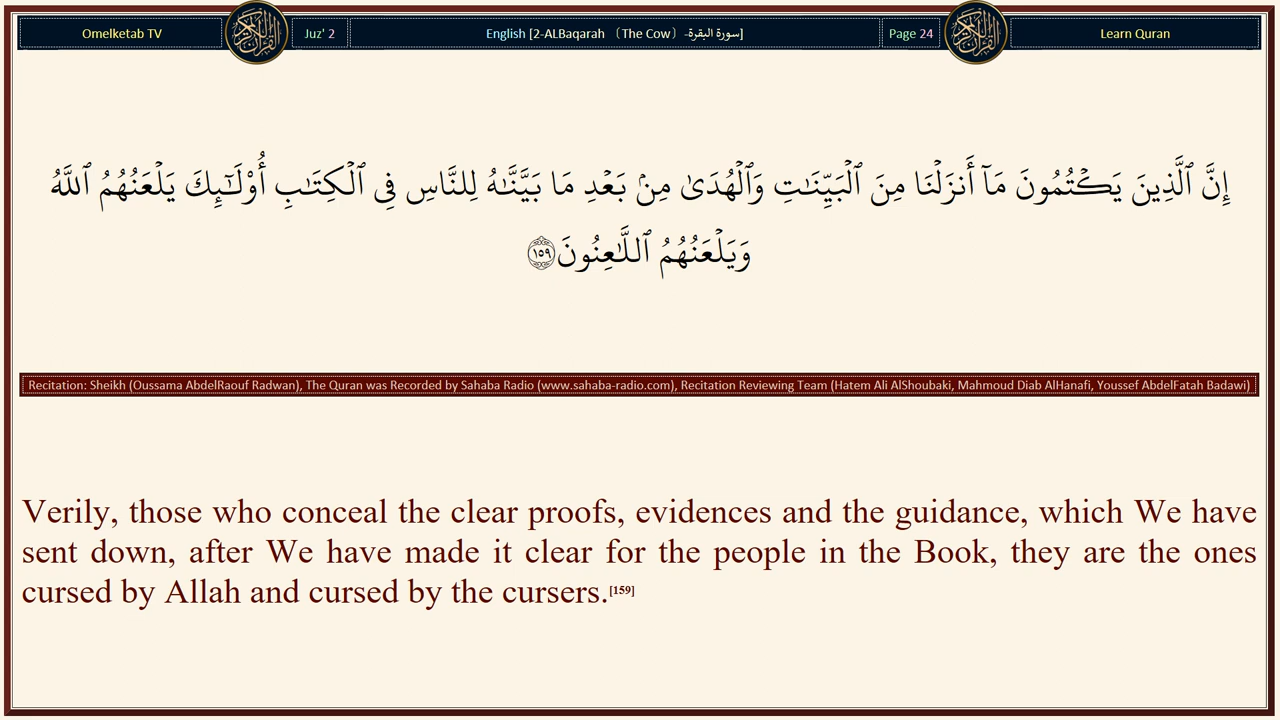 Omelketab TV
Juz' 2
English [2-ALBaqarah （The Cow） -سورة البقرة]
Page 24
Learn Quran
إِنَّ ٱلَّذِينَ يَكۡتُمُونَ مَآ أَنزَلۡنَا مِنَ ٱلۡبَيِّنَٰتِ وَٱلۡهُدَىٰ مِنۢ بَعۡدِ مَا بَيَّنَّٰهُ لِلنَّاسِ فِي ٱلۡكِتَٰبِ أُوْلَٰٓئِكَ يَلۡعَنُهُمُ ٱللَّهُ
وَيَلۡعَنُهُمُ ٱللَّٰعِنُونَ ١٥٩
Recitation: Sheikh (Oussama AbdelRaouf Radwan), The Quran was Recorded by Sahaba Radio (www.sahaba-radio.com), Recitation Reviewing Team (Hatem Ali AlShoubaki, Mahmoud Diab AlHanafi, Youssef AbdelFatah Badawi)
Verily, those who conceal the clear proofs, evidences and the guidance, which We have
sent down, after We have made it clear for the people in the Book, they are the ones
cursed by Allah and cursed by the cursers.[159]